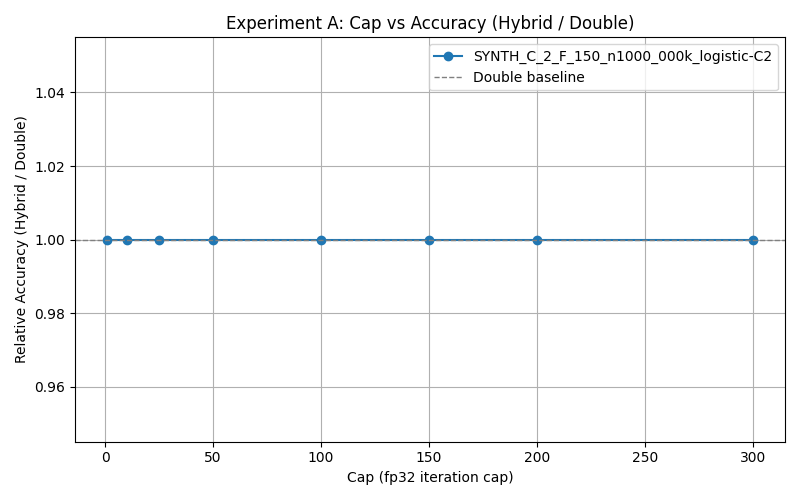 Experiment A: Cap vs Accuracy (Hybrid / Double)
SYNTH_C_2_F_150_n1000_000k_logistic-C2
Double baseline
Relative Accuracy (Hybrid / Double)
1.04
1.02
1.00
0.98
0.96
0
50
100
150
200
250
300
Cap (fp32 iteration cap)